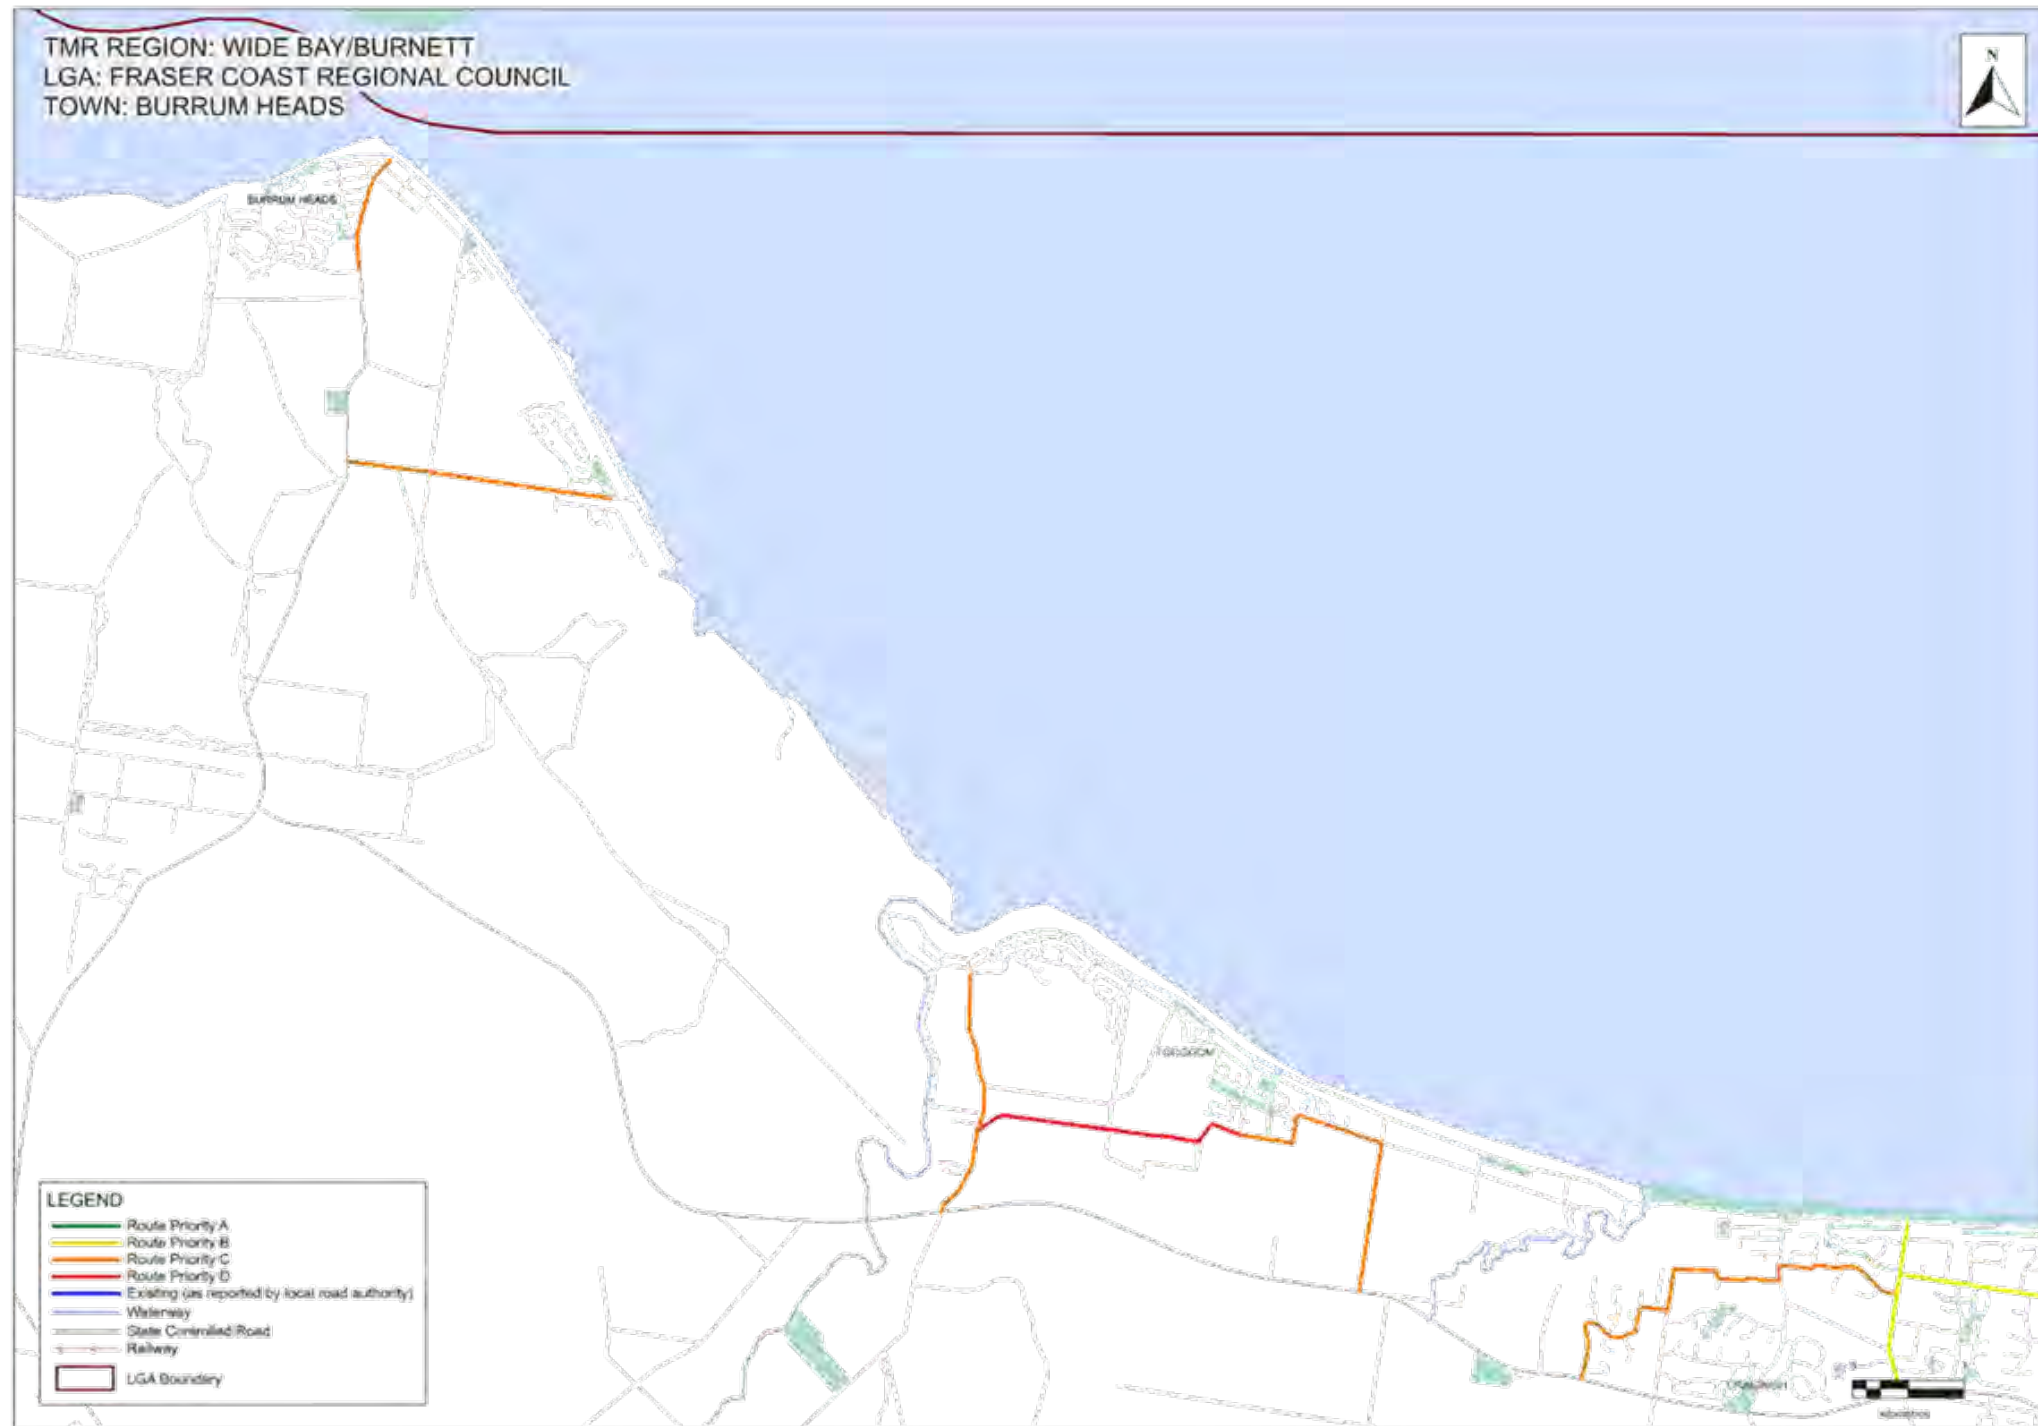 TMR REGION: WIDE BAY/BURNETT
LGA: FRASER COAST REGIONAL COUNCIL
TOWN: BURRUM HEADS
N
BURRUM HEADS
TOOGOOM
LEGEND
Route Priority A
Route Priority B
Route Priority C
Route Priority D
Existing (as reported by local road authority)
Waterway
State Controlled Road
Railway
LGA Boundary